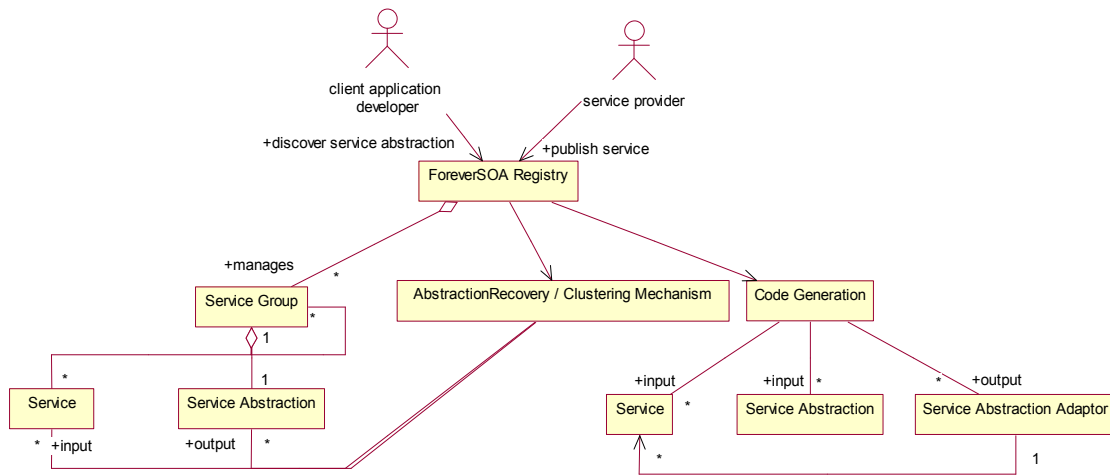 client application
developer
service provider
+discover service abstraction
+publish service
ForeverSOA Registry
+manages
*
Service Group
*
1
AbstractionRecovery / Clustering Mechanism
Code Generation
*
1
Service
Service Abstraction
* +input
+output
*
+input
*
+input
*
*
+output
Service
Service Abstraction
Service Abstraction Adaptor
*
1